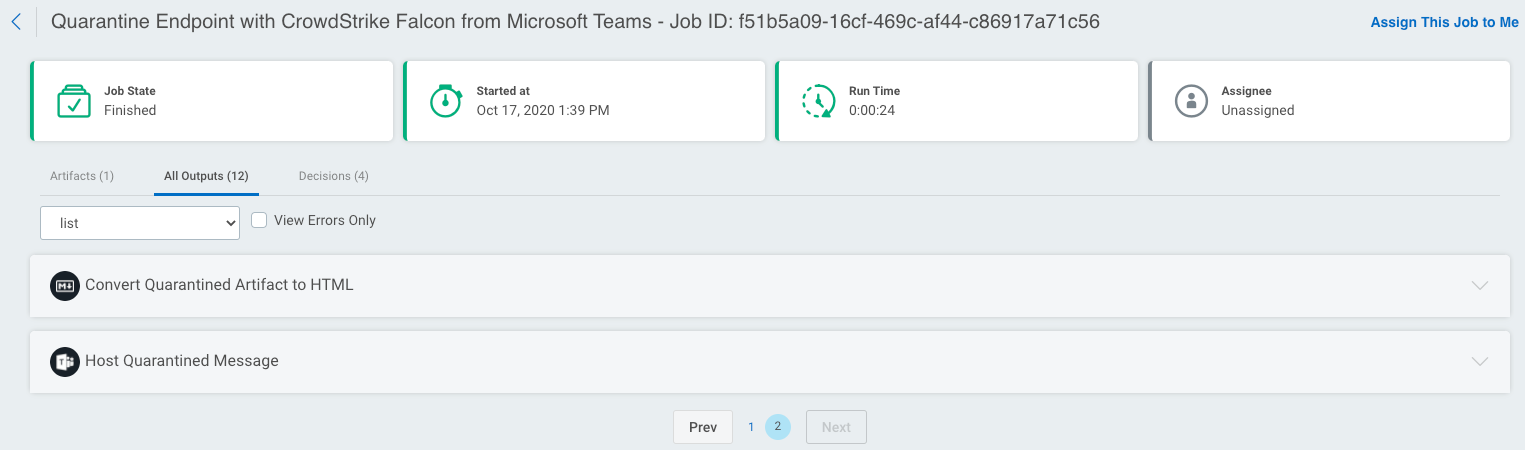 Quarantine Endpoint with CrowdStrike Falcon from Microsoft Teams - Job ID: f51b5a09-16cf-469c-af44-c86917a71c56
Assign This Job to Me
Job State
Finished
Started at
Oct 17, 2020 1:39 PM
Run Time
0:00:24
Assignee
Unassigned
Artifacts (1)
All Outputs (12)
Decisions (4)
list
View Errors Only
Convert Quarantined Artifact to HTML
Host Quarantined Message
Prev
1
2
Next